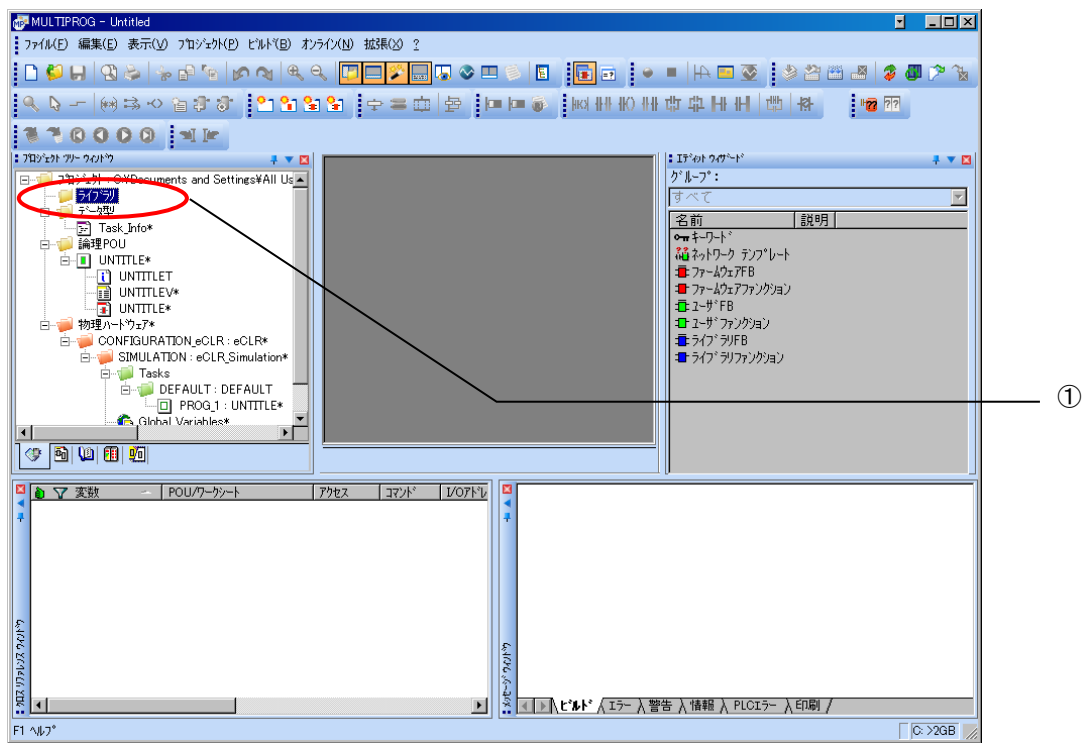 MULTIPROG - Untitled
ファイル(F) 編集(E) 表示(V) プロジェクト(P) ビルド(B) オンライン(N) 拡張(X) ?
プロジェクト ツリー ウィンドウ
プロジェクト : C:¥Documents and Settings¥All Us
ライブラリ
データ型
Task_Info*
論理POU
UNTITLE*
UNTITLET
UNTITLEV*
UNTITLE*
物理ハードウェア*
CONFIGURATION_eCLR : eCLR*
SIMULATION : eCLR_Simulation*
Tasks
DEFAULT : DEFAULT
PROG_1 : UNTITLE*
Global_Variables*
エディット ウィザード
グループ:
すべて
名前 説明
キーワード
ネットワーク テンプレート
ファームウェアFB
ファームウェアファンクション
ユーザFB
ユーザファンクション
ライブラリFB
ライブラリファンクション
①
変数 POU/ワークシート アクセス コマンド I/Oアドレ
クロス リファレンス ウィンドウ
メッセージ ウィンドウ
ビルド エラー 警告 情報 PLCエラー 印刷
F1 ヘルプ
C: >2GB